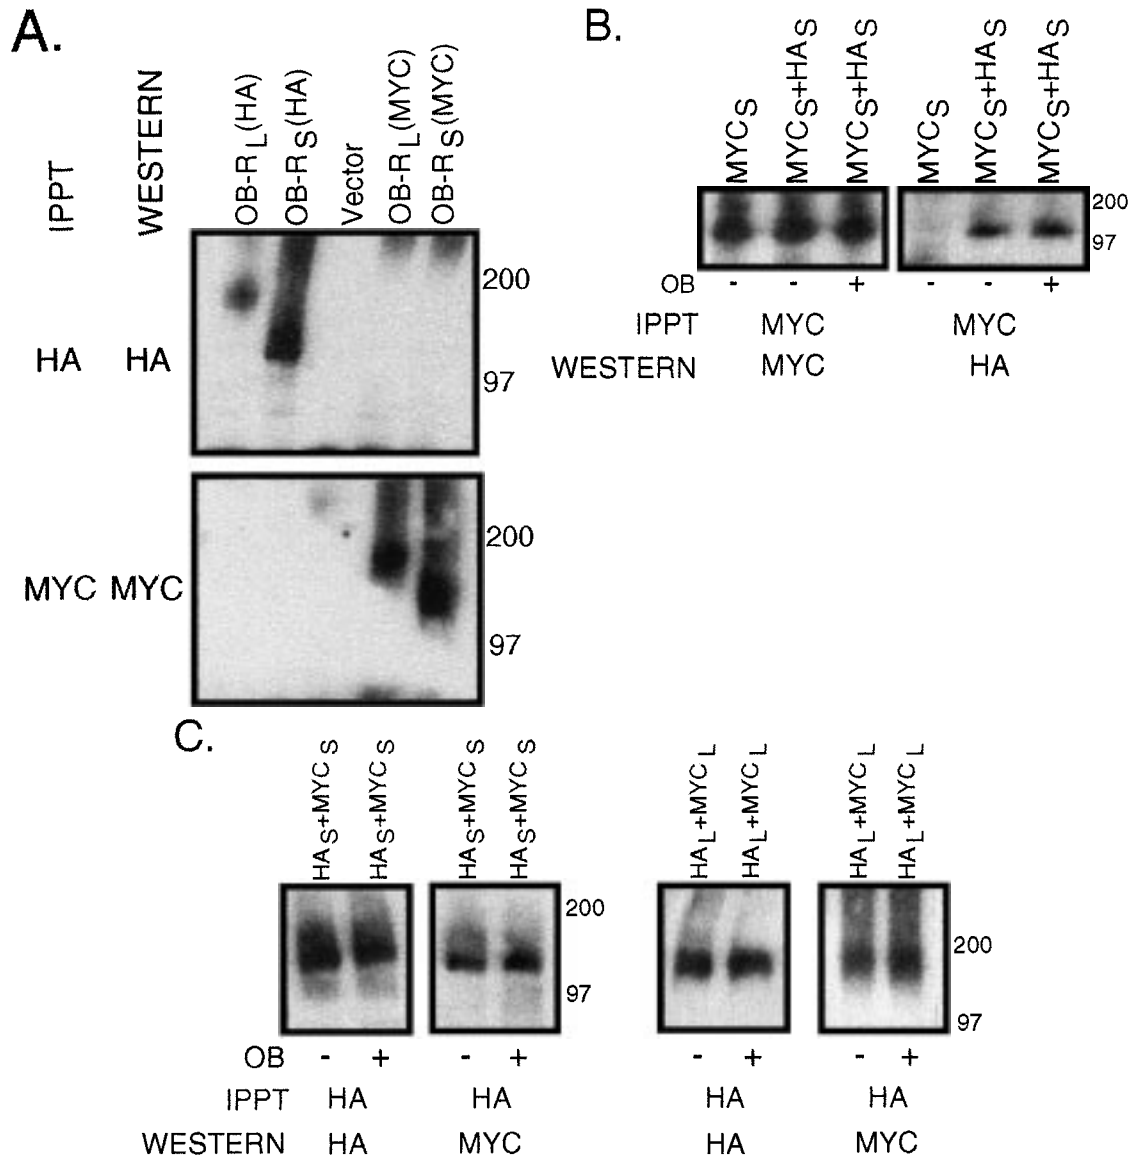 A.
IPPT
WESTERN
OB-RL(HA)
OB-RS(HA)
Vector
OB-RL(MYC)
OB-RS(MYC)
200
HA HA
97
200
MYC MYC
97
B.
MYCS
MYCS+HAS
MYCS+HAS
MYCS
MYCS+HAS
MYCS+HAS
200
97
OB - - + - - +
IPPT MYC MYC
WESTERN MYC HA
C.
HAS+MYCS
HAS+MYCS
HAS+MYCS
HAS+MYCS
HAL+MYCL
HAL+MYCL
HAL+MYCL
HAL+MYCL
200
97
200
97
OB - + - + - + - +
IPPT HA HA HA HA
WESTERN HA MYC HA MYC